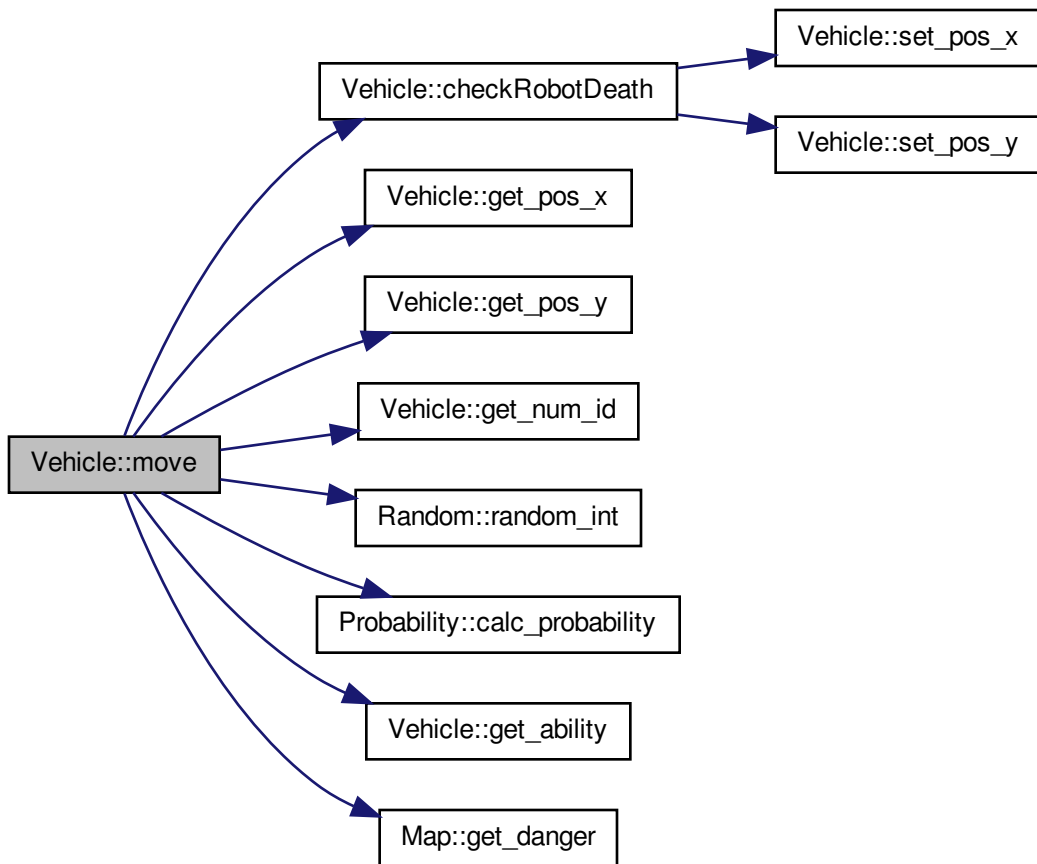 Vehicle::set_pos_x
Vehicle::checkRobotDeath
Vehicle::set_pos_y
Vehicle::get_pos_x
Vehicle::get_pos_y
Vehicle::get_num_id
Vehicle::move
Random::random_int
Probability::calc_probability
Vehicle::get_ability
Map::get_danger